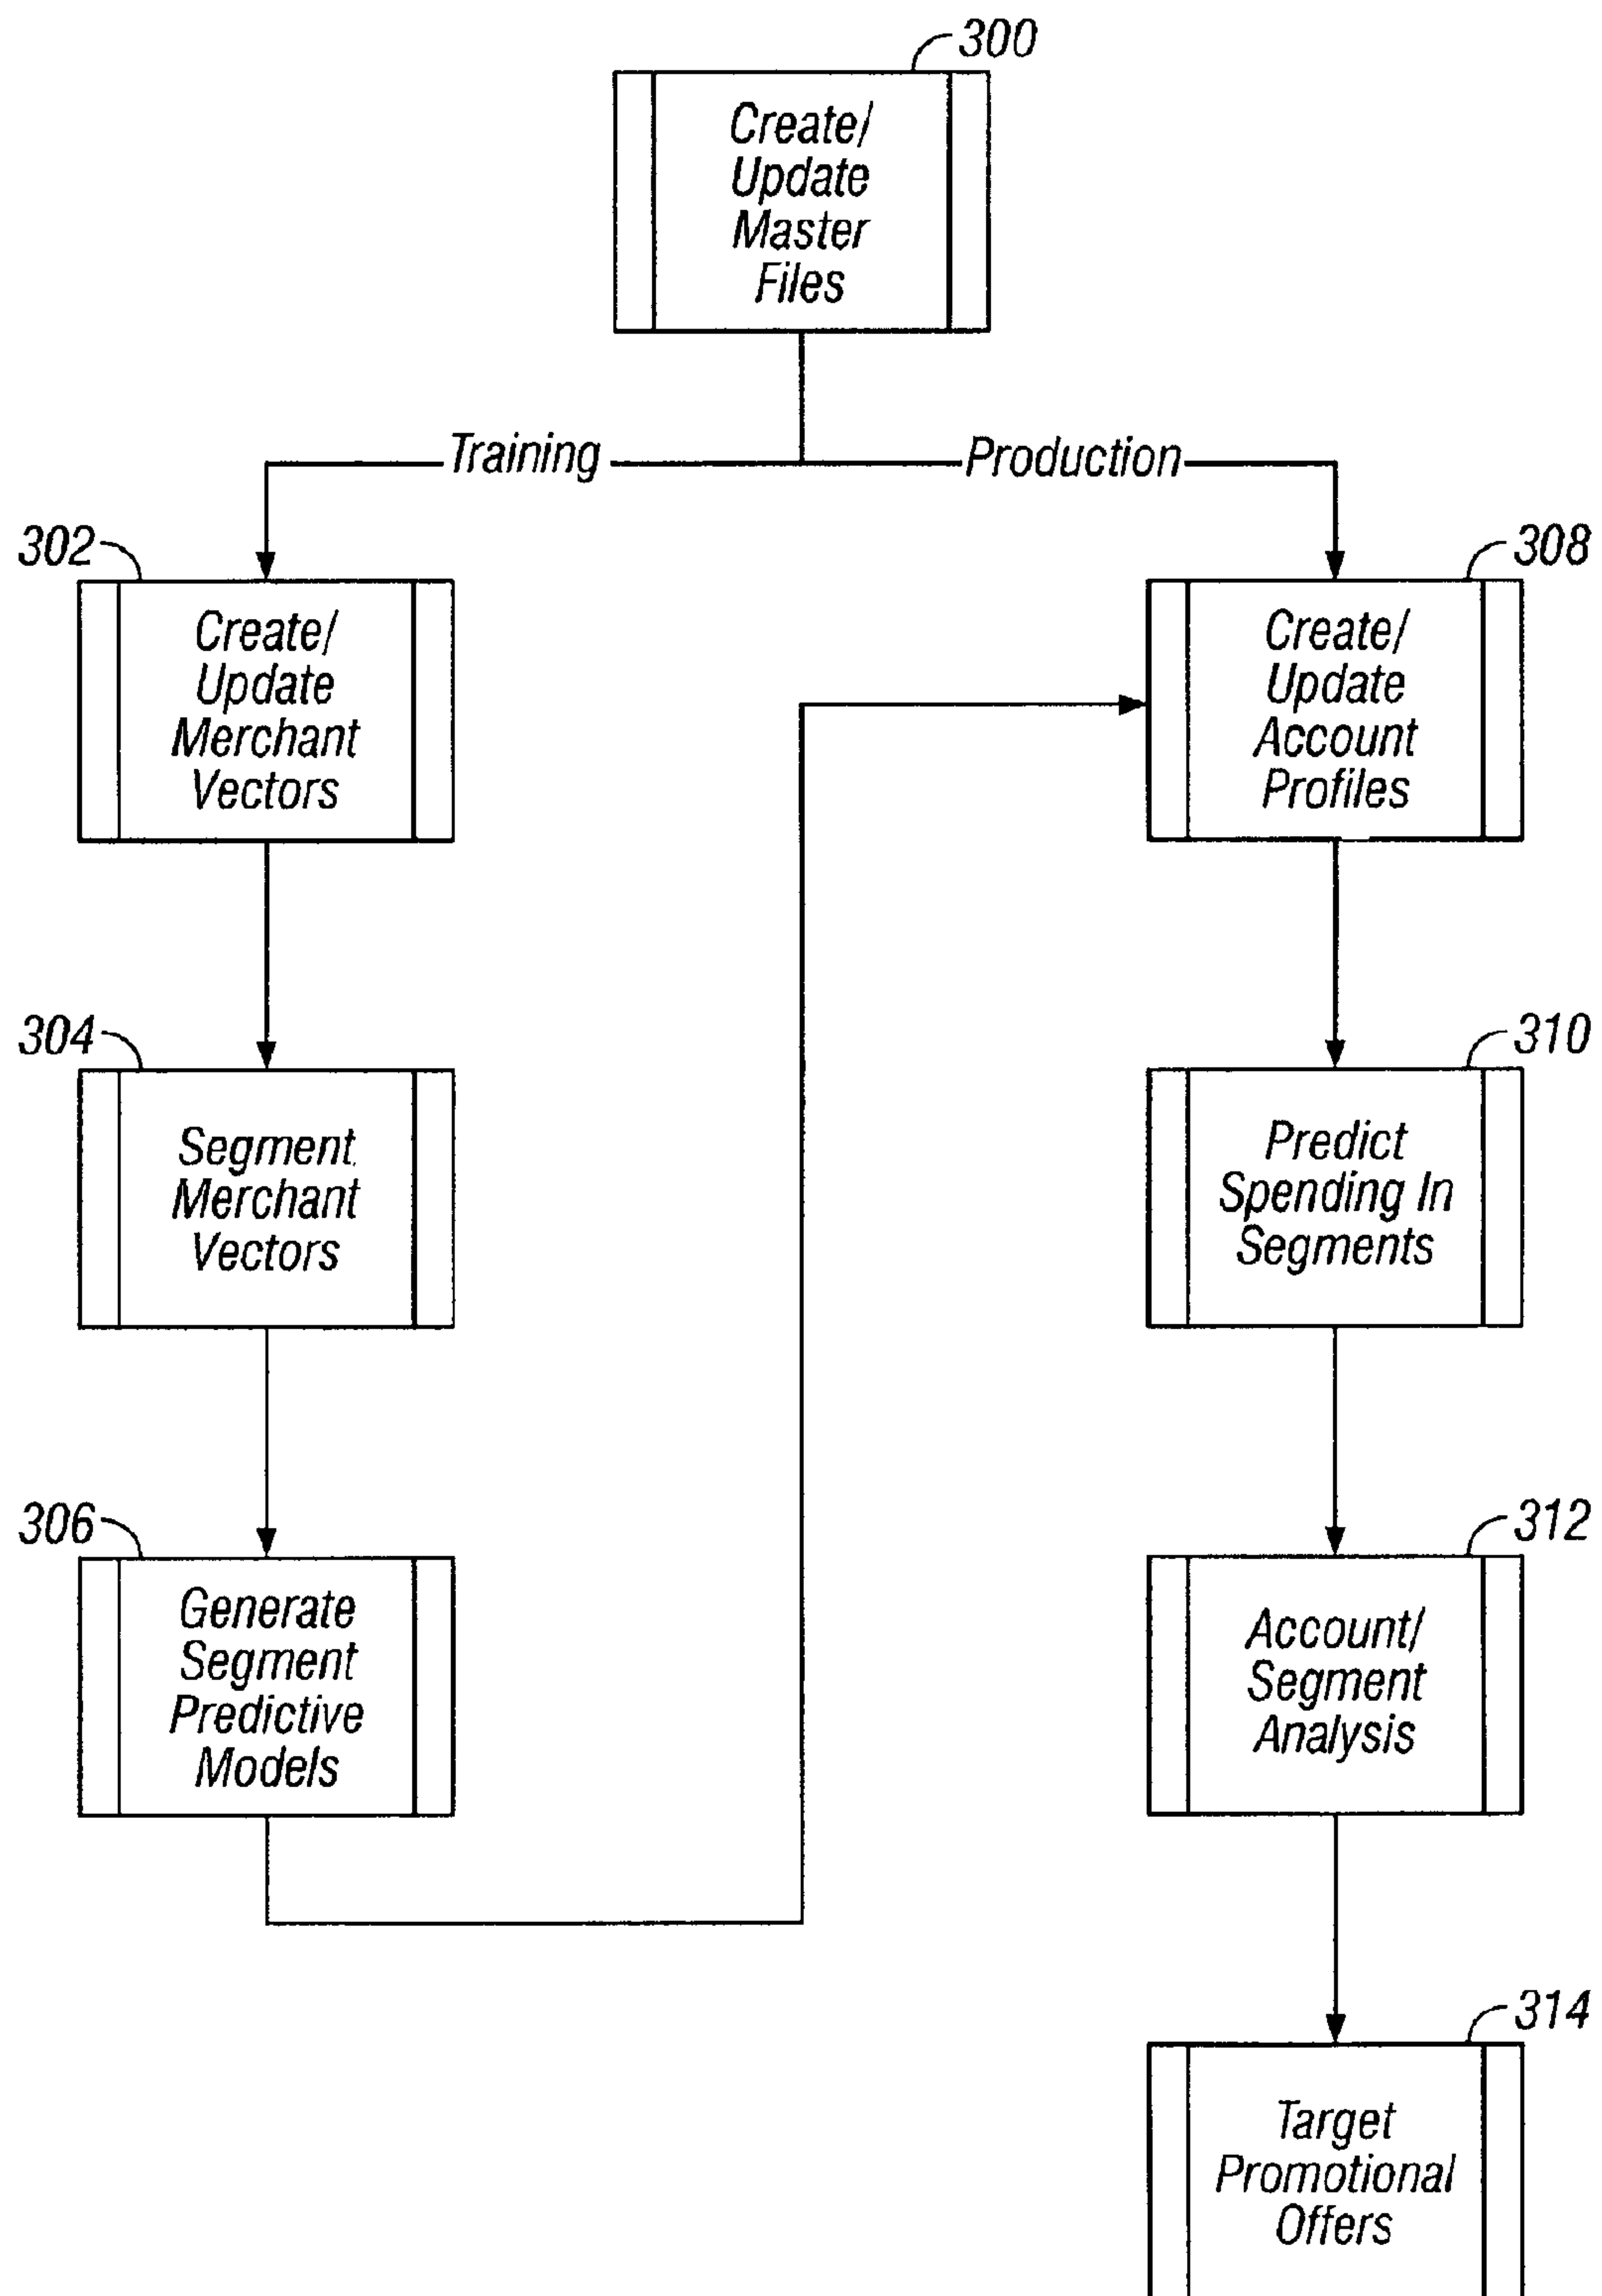 300
Create/
Update
Master
Files
Training
Production
302
Create/
Update
Merchant
Vectors
308
Create/
Update
Account
Profiles
304
Segment
Merchant
Vectors
310
Predict
Spending In
Segments
306
Generate
Segment
Predictive
Models
312
Account/
Segment
Analysis
314
Target
Promotional
Offers